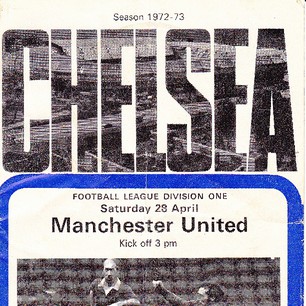 Season 1972-73
CHELSEA
FOOTBALL LEAGUE DIVISION ONE
Saturday 28 April
Manchester United
Kick off 3 pm